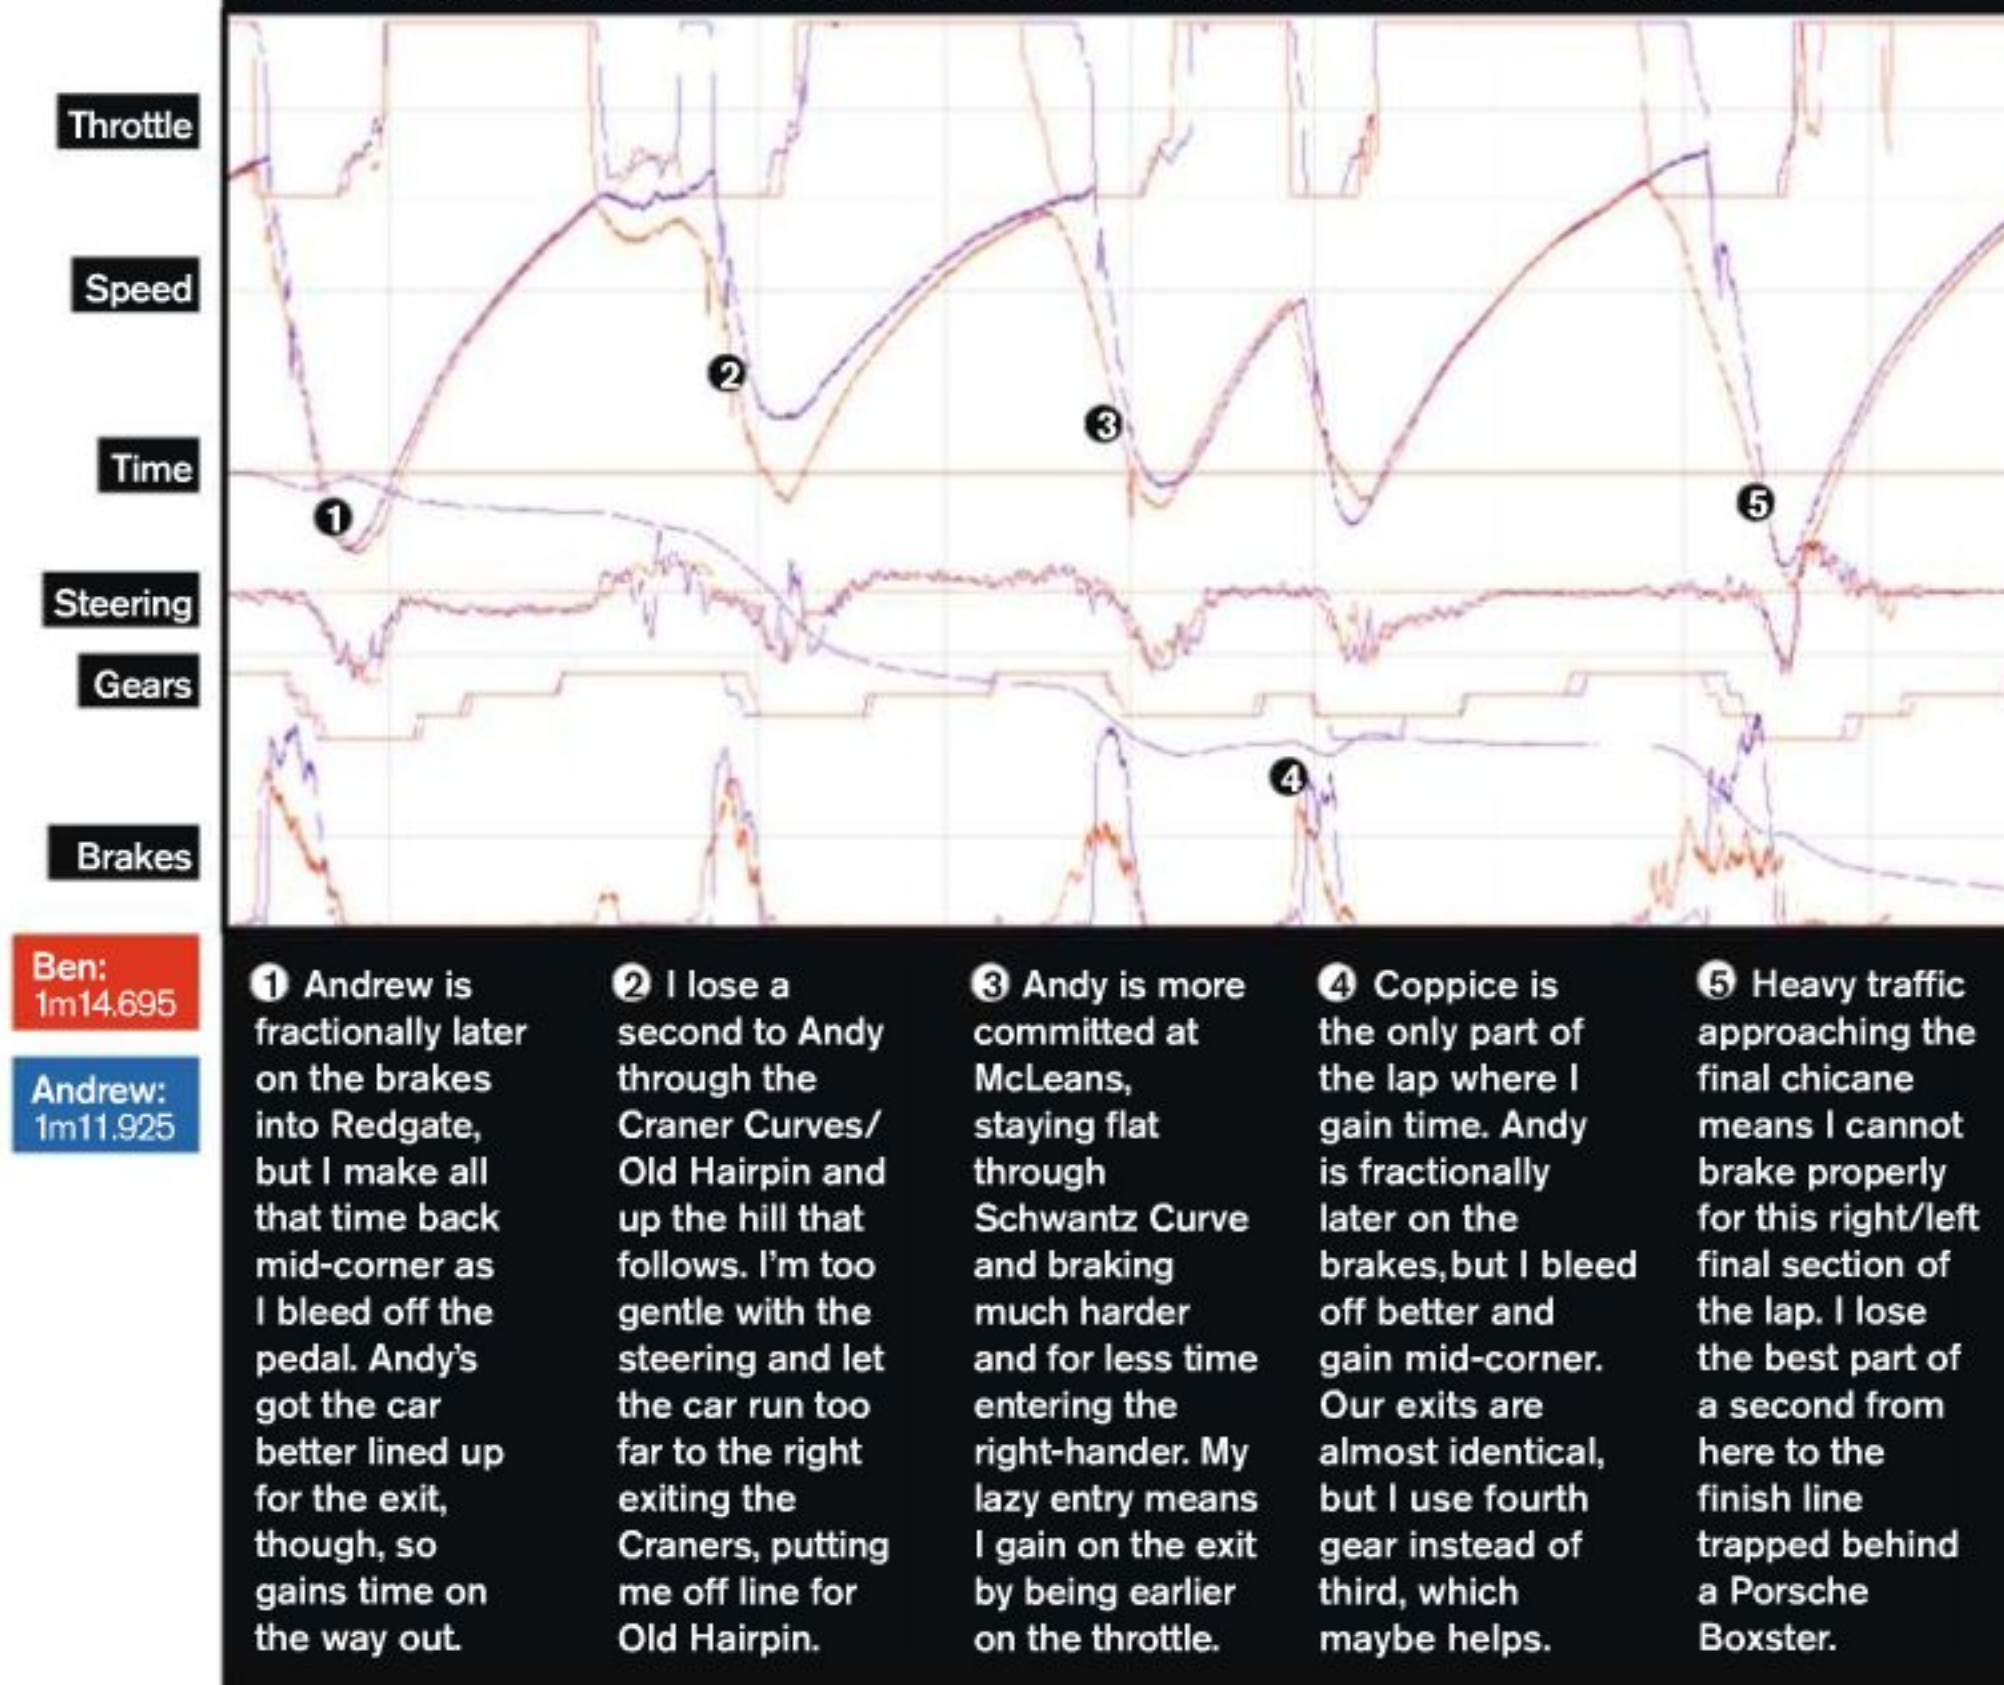 Throttle
Speed
Time
Steering
Gears
Brakes
1
2
3
4
5
Ben:
1m14.695
Andrew:
1m11.925
1 Andrew is
fractionally later
on the brakes
into Redgate,
but I make all
that time back
mid-corner as
I bleed off the
pedal. Andy's
got the car
better lined up
for the exit,
though, so
gains time on
the way out.
2 I lose a
second to Andy
through the
Craner Curves/
Old Hairpin and
up the hill that
follows. I'm too
gentle with the
steering and let
the car run too
far to the right
exiting the
Craners, putting
me off line for
Old Hairpin.
3 Andy is more
committed at
McLeans,
staying flat
through
Schwantz Curve
and braking
much harder
and for less time
entering the
right-hander. My
lazy entry means
I gain on the exit
by being earlier
on the throttle.
4 Coppice is
the only part of
the lap where I
gain time. Andy
is fractionally
later on the
brakes, but I bleed
off better and
gain mid-corner.
Our exits are
almost identical,
but I use fourth
gear instead of
third, which
maybe helps.
5 Heavy traffic
approaching the
final chicane
means I cannot
brake properly
for this right/left
final section of
the lap. I lose
the best part of
a second from
here to the
finish line
trapped behind
a Porsche
Boxster.